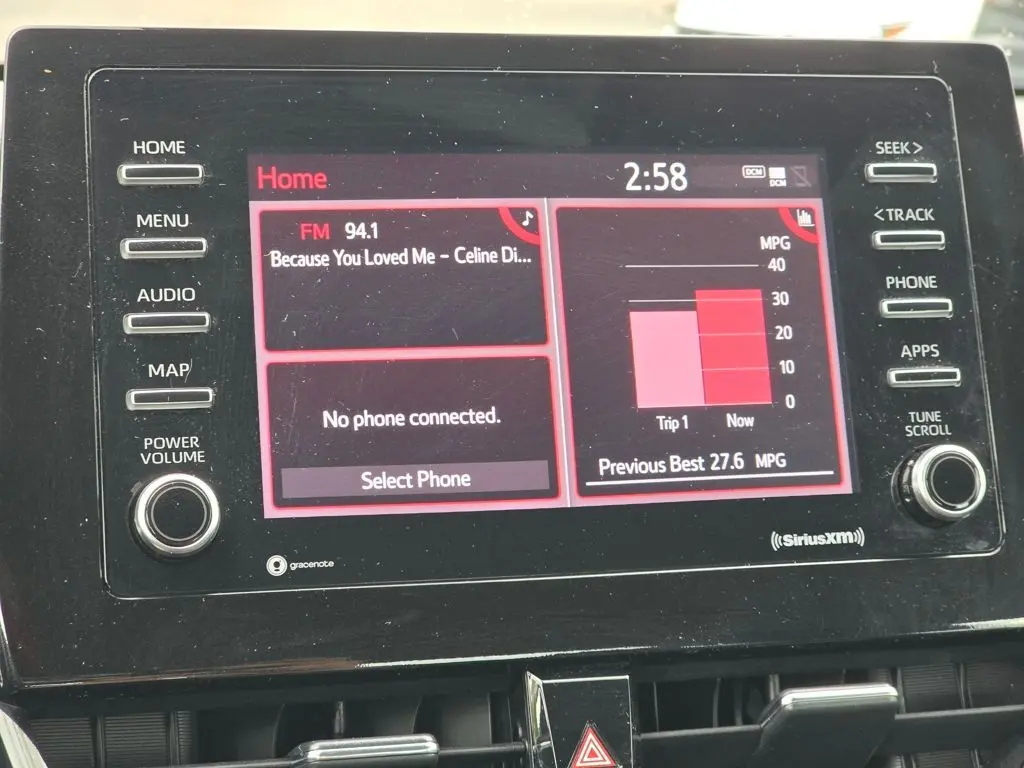 HOME
MENU
AUDIO
MAP
POWER
VOLUME
Home
2:58
DCM
DCM
FM 94.1
Because You Loved Me - Celine Di...
No phone connected.
Select Phone
MPG
40
30
20
10
0
Trip 1
Now
Previous Best 27.6 MPG
SEEK >
< TRACK
PHONE
APPS
TUNE
SCROLL
gracenote
SiriusXM